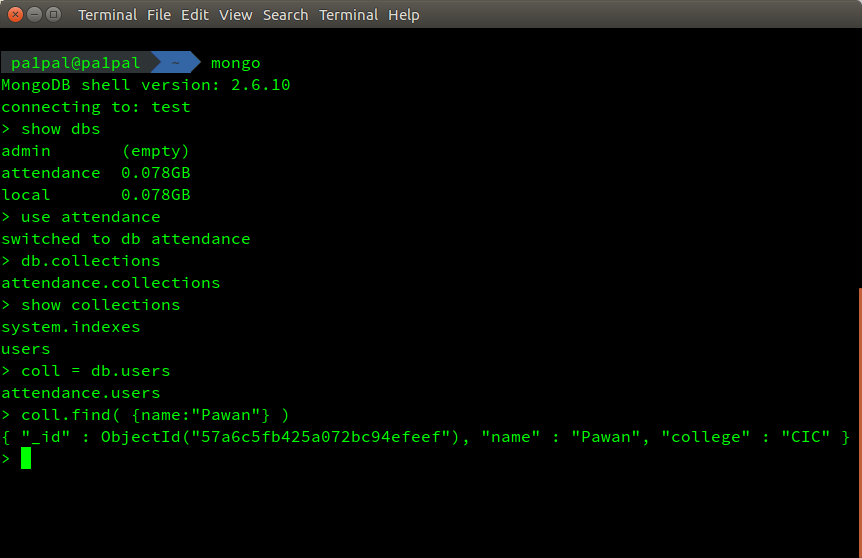 Terminal File Edit View Search Terminal Help
pa1pal@pa1pal ~ mongo
MongoDB shell version: 2.6.10
connecting to: test
> show dbs
admin       (empty)
attendance  0.078GB
local       0.078GB
> use attendance
switched to db attendance
> db.collections
attendance.collections
> show collections
system.indexes
users
> coll = db.users
attendance.users
> coll.find( {name:"Pawan"} )
{ "_id" : ObjectId("57a6c5fb425a072bc94efeef"), "name" : "Pawan", "college" : "CIC" }
>